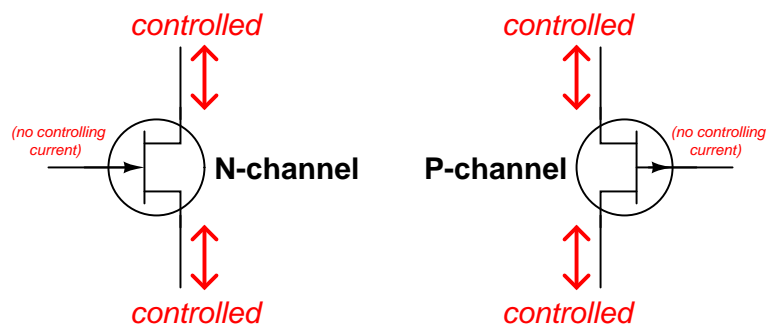 controlled
(no controlling
current)
N-channel
controlled
controlled
P-channel
(no controlling
current)
controlled